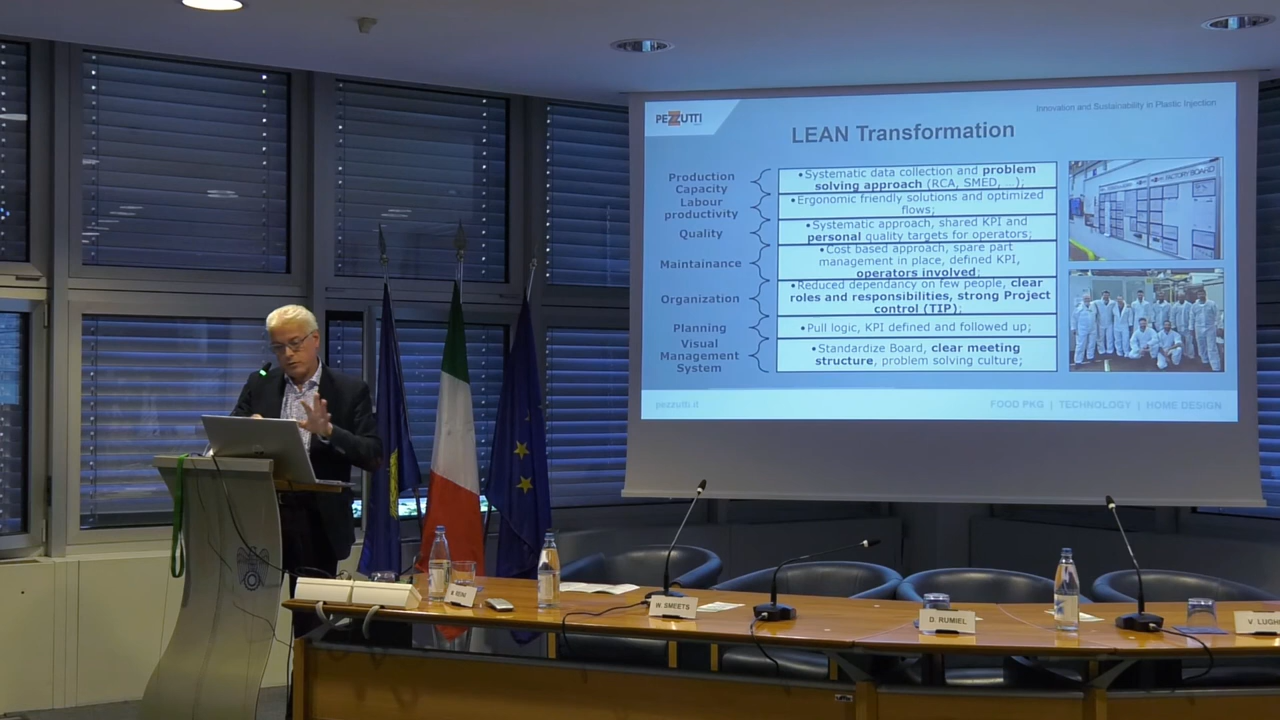 PEZZUTTI
Innovation and Sustainability in Plastic Injection
LEAN Transformation
Production
Capacity
•Systematic data collection and problem
solving approach (RCA, SMED, …);
Labour
productivity
•Ergonomic friendly solutions and optimized
flows;
Quality
•Systematic approach, shared KPI and
personal quality targets for operators;
Maintainance
•Cost based approach, spare part
management in place, defined KPI,
operators involved;
Organization
•Reduced dependency on few people, clear
roles and responsibilities, strong Project
control (TIP);
Planning
•Pull logic, KPI defined and followed up;
Visual
Management
System
•Standardize Board, clear meeting
structure, problem solving culture;
FACTORY BOARD
pezzutti.it
FOOD PKG | TECHNOLOGY | HOME DESIGN
W. SMEETS
D. RUMIEL